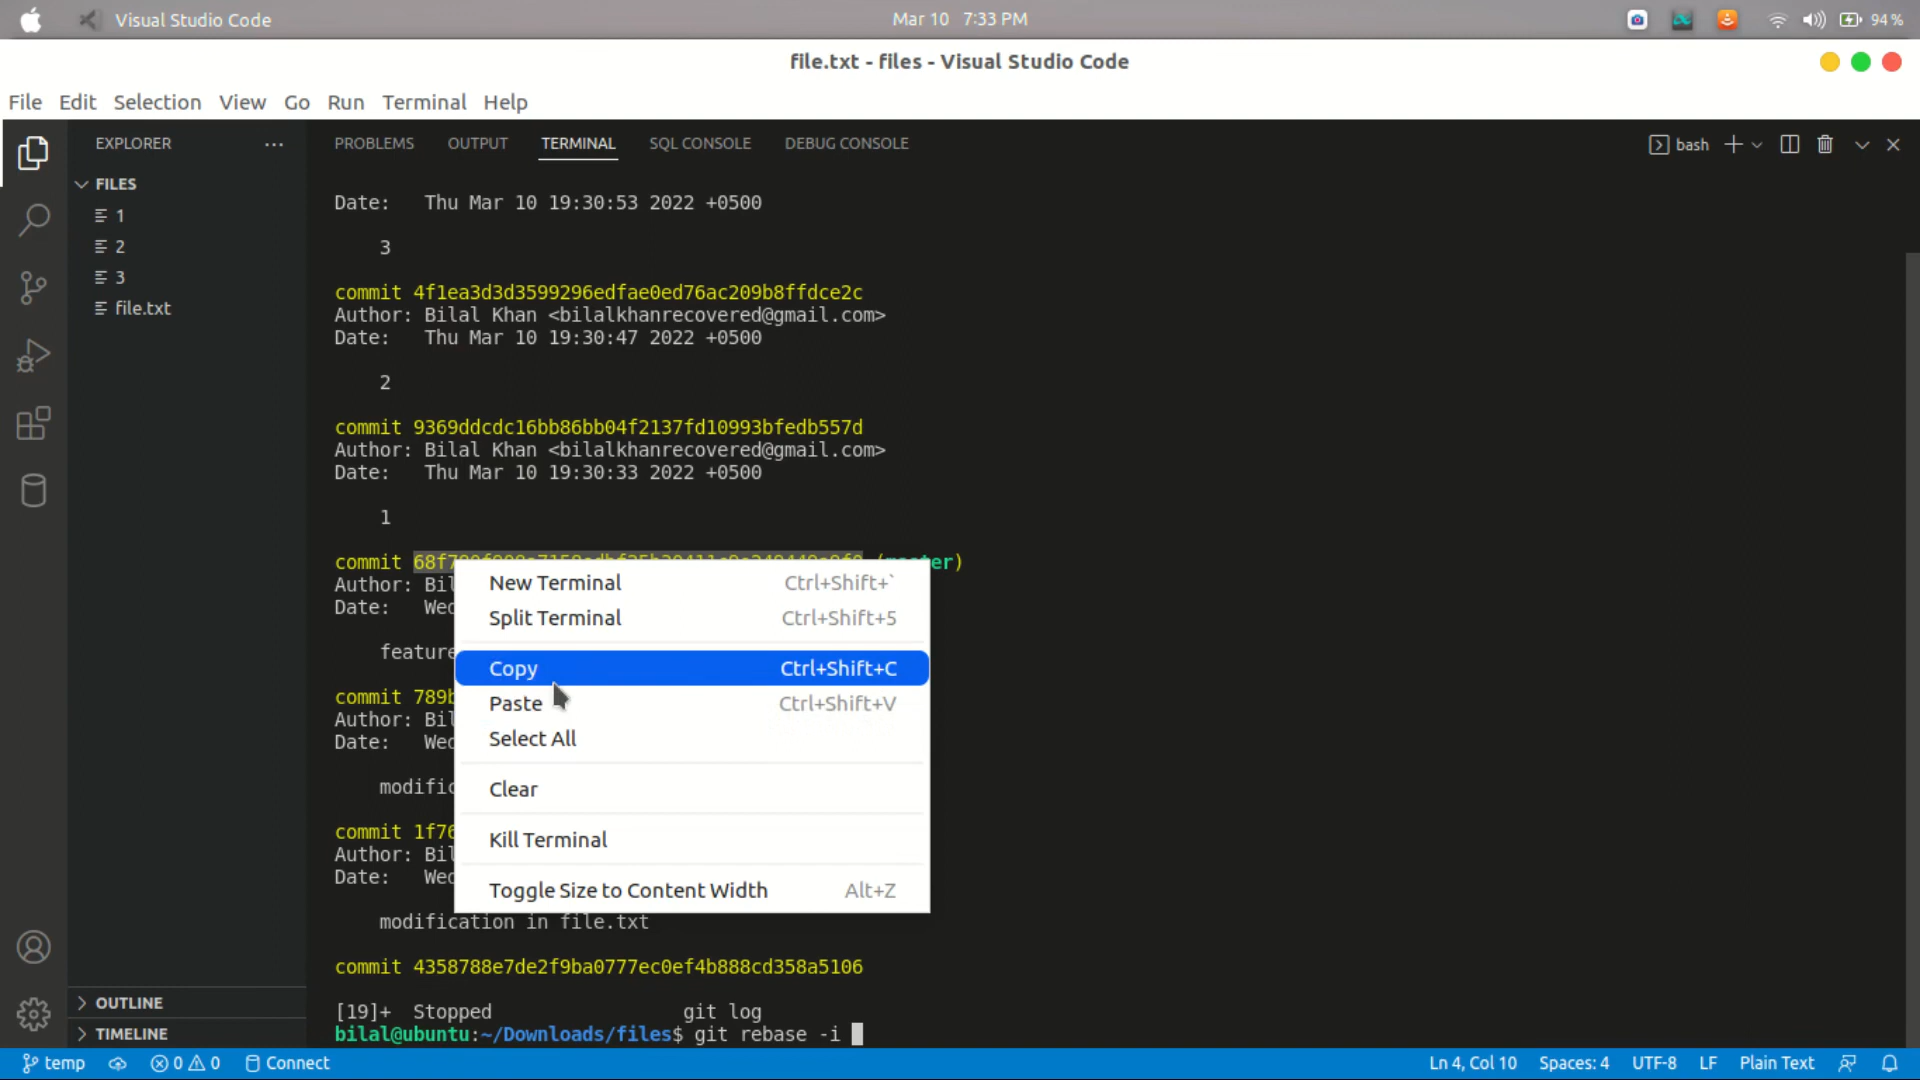 Visual Studio Code
Mar 10 7:33 PM
94 %
file.txt - files - Visual Studio Code
File Edit Selection View Go Run Terminal Help
EXPLORER
PROBLEMS OUTPUT TERMINAL SQL CONSOLE DEBUG CONSOLE
bash
FILES
1
2
3
file.txt
Date: Thu Mar 10 19:30:53 2022 +0500
3
commit 4f1ea3d3d3599296edfae0ed76ac209b8ffdce2c
Author: Bilal Khan <bilalkhanrecovered@gmail.com>
Date: Thu Mar 10 19:30:47 2022 +0500
2
commit 9369ddcdc16bb86bb04f2137fd10993bfedb557d
Author: Bilal Khan <bilalkhanrecovered@gmail.com>
Date: Thu Mar 10 19:30:33 2022 +0500
1
commit
Author: Bil
Date: Wed
feature
commit 789b
Author: Bil
Date: Wed
modific
commit 1f76
Author: Bil
Date: Wed
modification in file.txt
commit 4358788e7de2f9ba0777ec0ef4b888cd358a5106
[19]+ Stopped git log
bilal@ubuntu:~/Downloads/files$ git rebase -i
New Terminal Ctrl+Shift+`
Split Terminal Ctrl+Shift+5
Copy Ctrl+Shift+C
Paste Ctrl+Shift+V
Select All
Clear
Kill Terminal
Toggle Size to Content Width Alt+Z
OUTLINE
TIMELINE
temp
0 0
Connect
Ln 4, Col 10 Spaces: 4 UTF-8 LF Plain Text